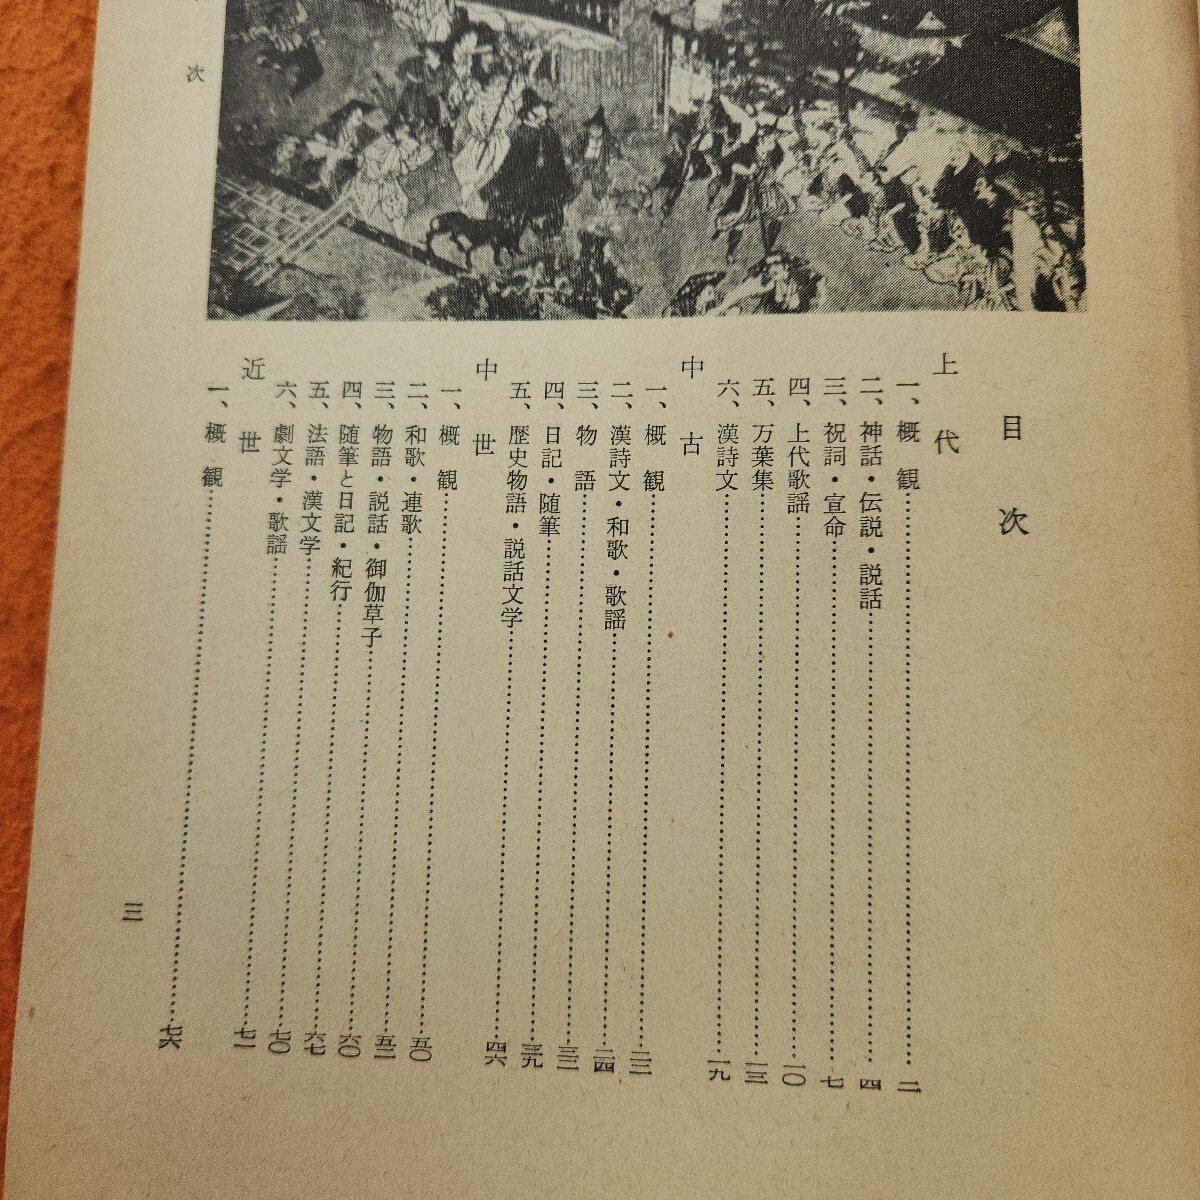 次
目次
上代
一、概観……二
二、神話・伝説・説話……四
三、祝詞・宣命……七
四、上代歌謡……一〇
五、万葉集……一三
六、漢詩文……一九
中古
一、概観……
二、漢詩文・和歌・歌謡……二四
三、物語……
四、日記・随筆……三九
五、歴史物語・説話文学……四六
中世
一、概観……五〇
二、和歌・連歌……
三、物語・説話・御伽草子……六〇
四、随筆と日記・紀行……六七
五、法語・漢文学……七〇
六、劇文学・歌謡……
近世
一、概観……七六
三